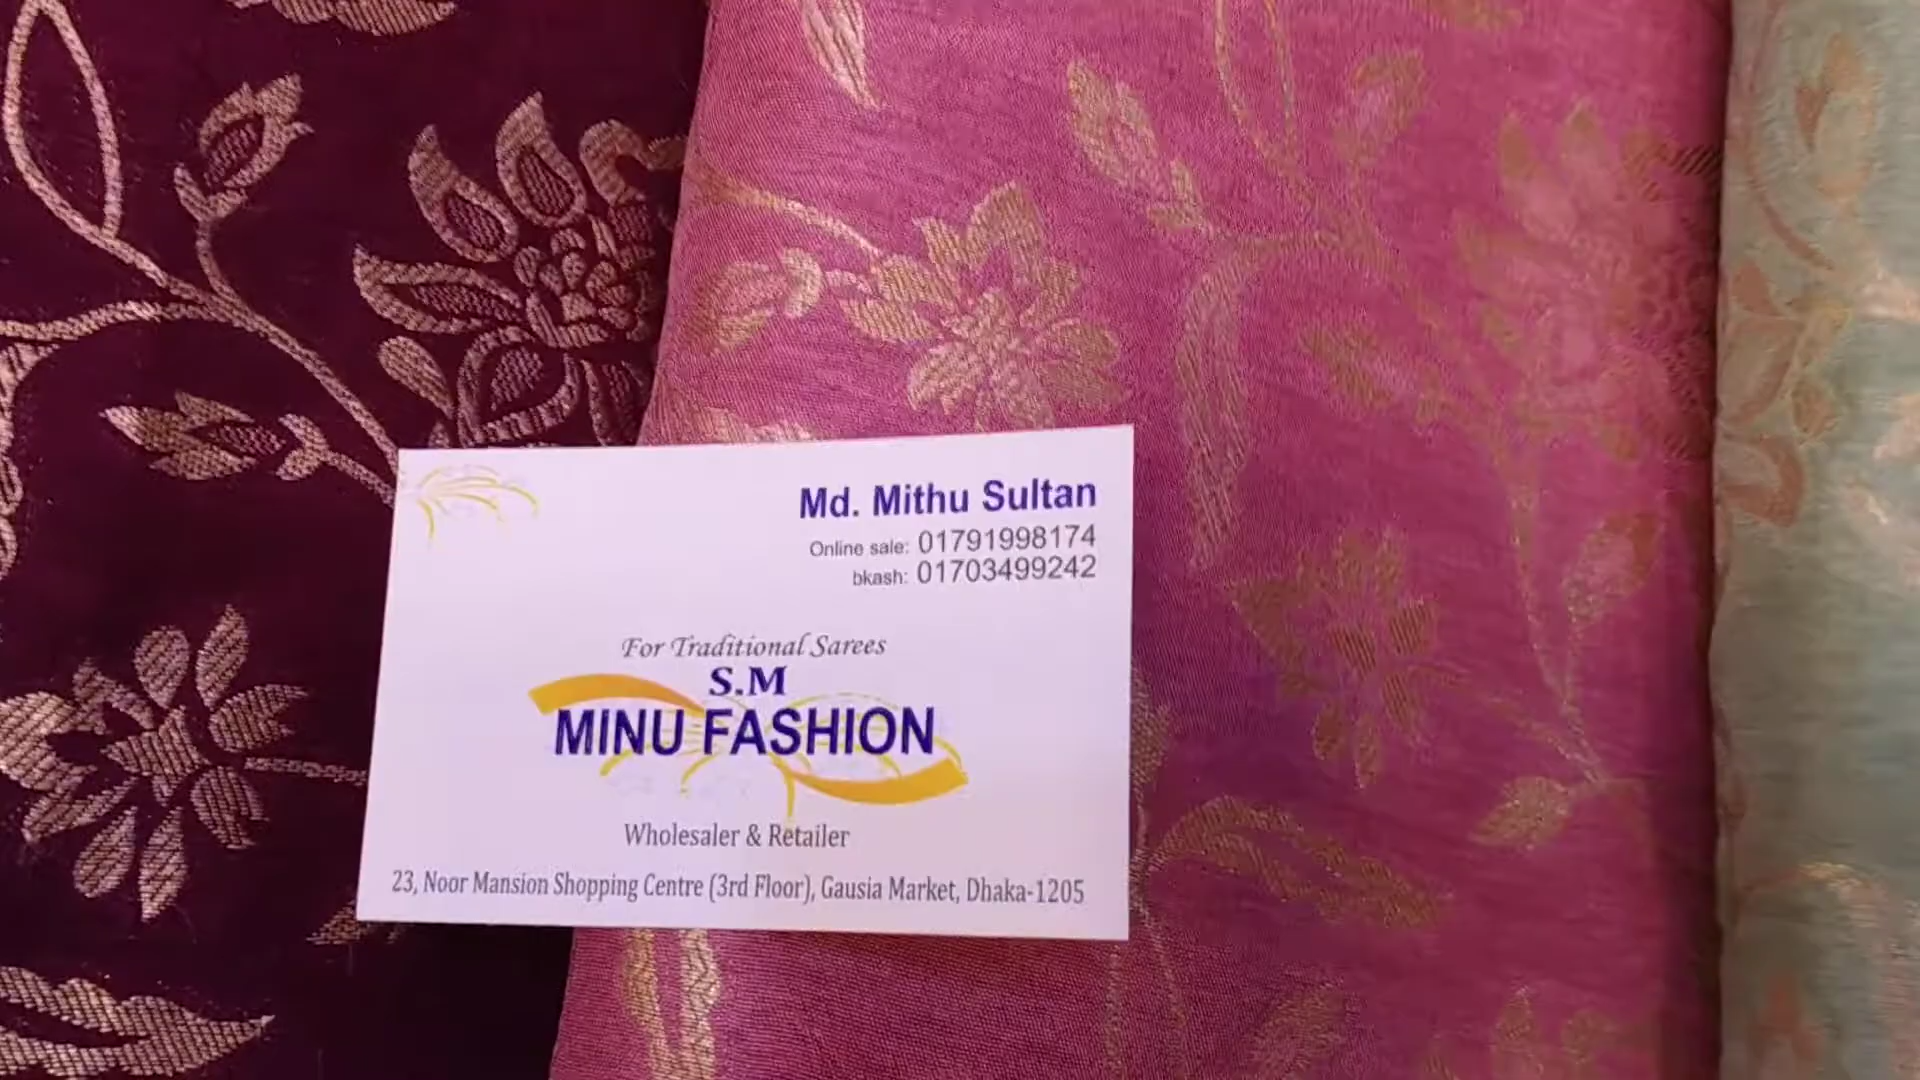 Md. Mithu Sultan
Online sale: 01791998174
bkash: 01703499242
For Traditional Sarees
S.M
MINU FASHION
Wholesaler & Retailer
23, Noor Mansion Shopping Centre (3rd Floor), Gausia Market, Dhaka-1205